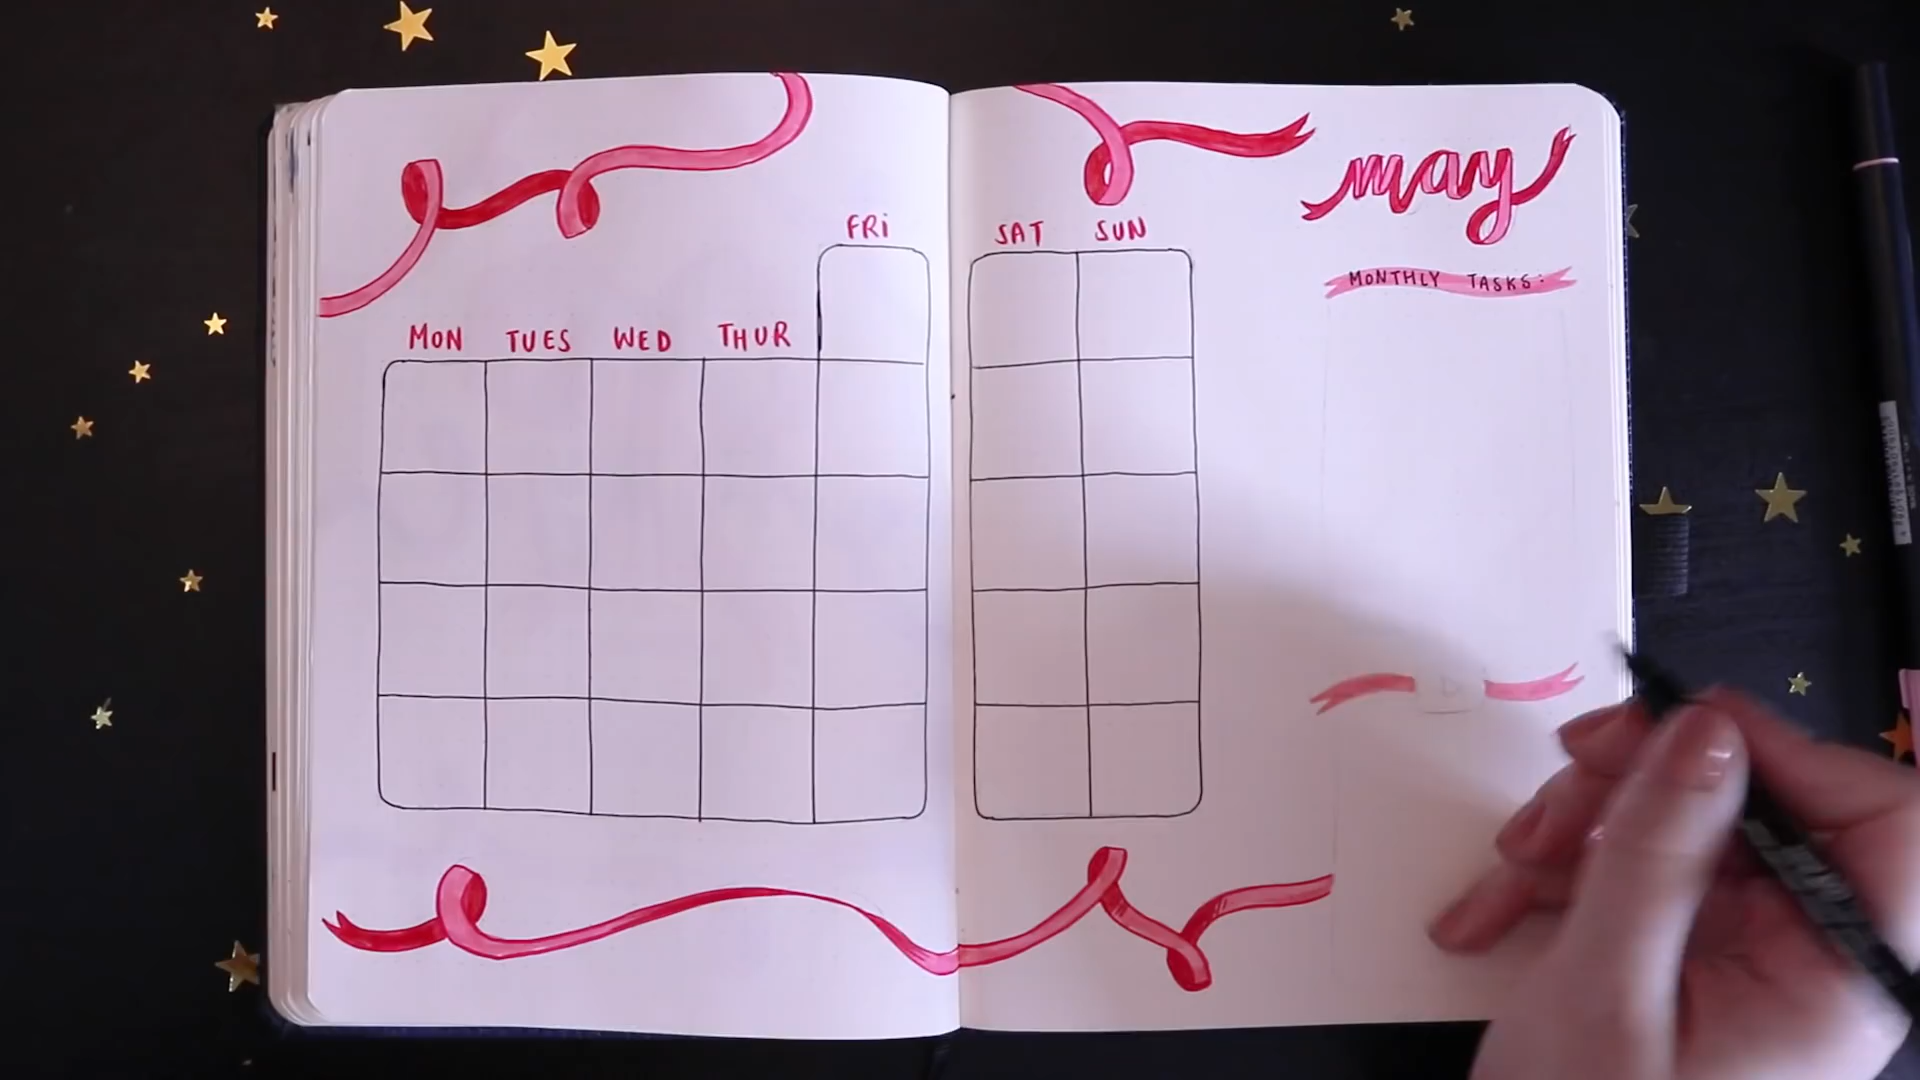 may
FRi
SAT SUN
MONTHLY TASKS:
MON TUES WED THUR